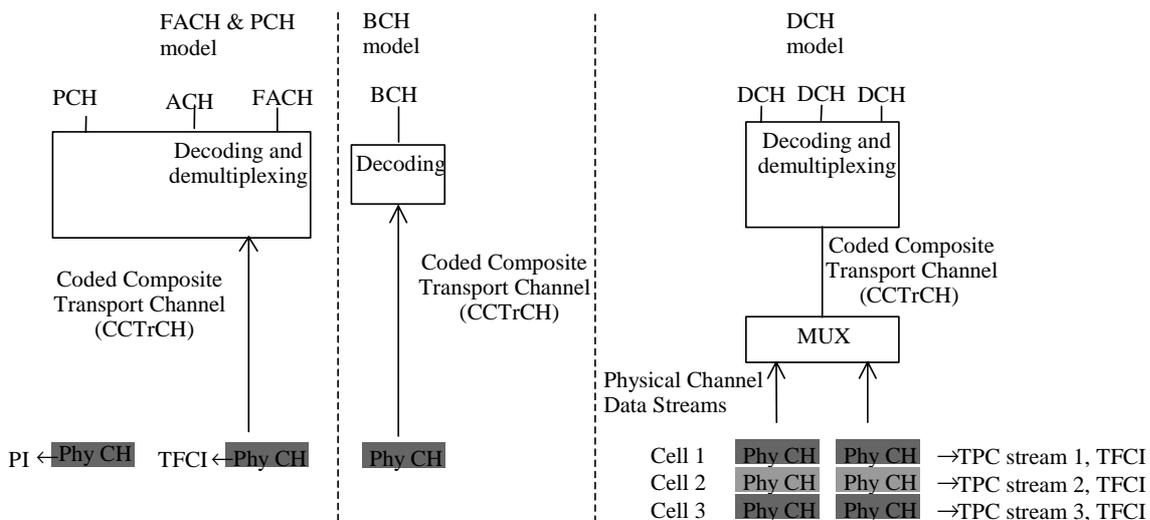 FACH & PCH
model
PCH
ACH
FACH
Decoding and
demultiplexing
Coded Composite
Transport Channel
(CCTrCH)
PI ←Phy CH
TFCI←Phy CH
BCH
model
BCH
Decoding
Coded Composite
Transport Channel
(CCTrCH)
Phy CH
DCH
model
DCH DCH DCH
Decoding and
demultiplexing
Coded Composite
Transport Channel
(CCTrCH)
MUX
Physical Channel
Data Streams
Cell 1 Phy CH Phy CH →TPC stream 1, TFCI
Cell 2 Phy CH Phy CH →TPC stream 2, TFCI
Cell 3 Phy CH Phy CH →TPC stream 3, TFCI